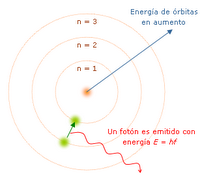 n = 3
Energía de órbitas
en aumento
n = 2
n = 1
Un fotón es emitido con
energía E = hf